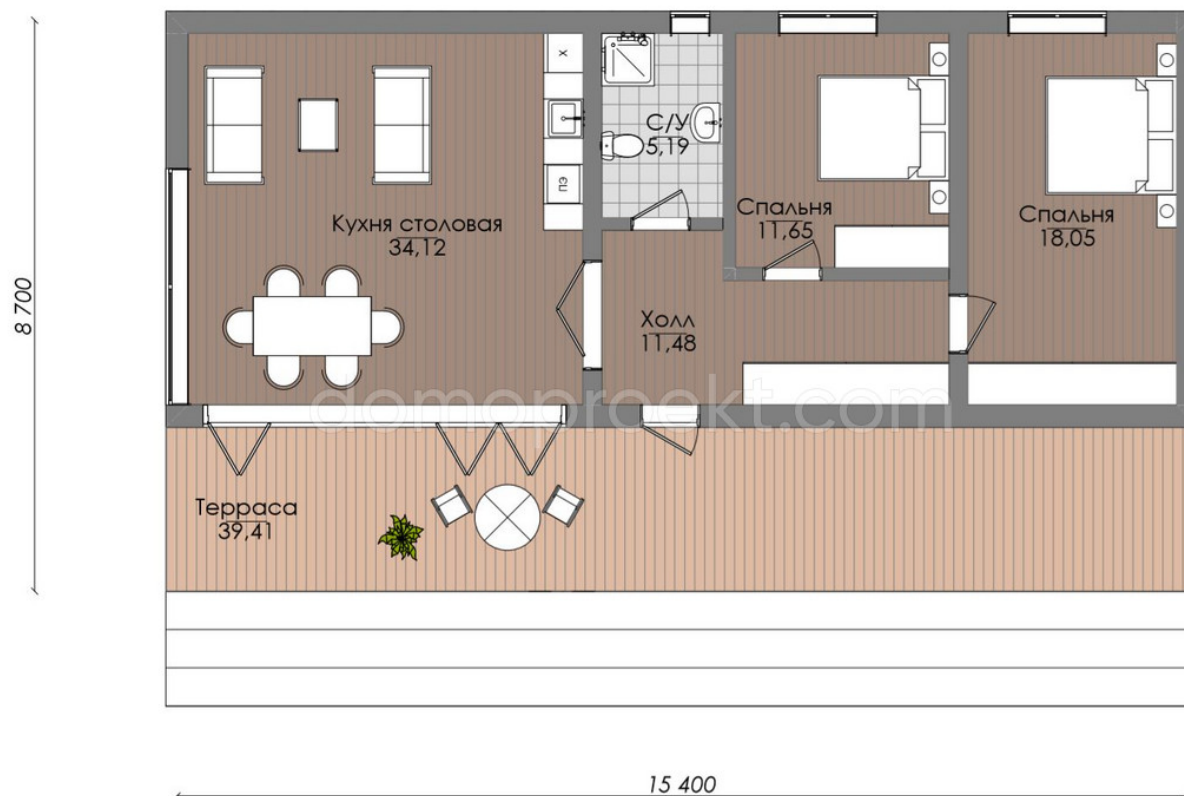 X
С/У
5,19
СП
Кухня столовая
34,12
Спальня
11,65
Спальня
18,05
8 700
Холл
11,48
domoproekt.com
Терраса
39,41
15 400